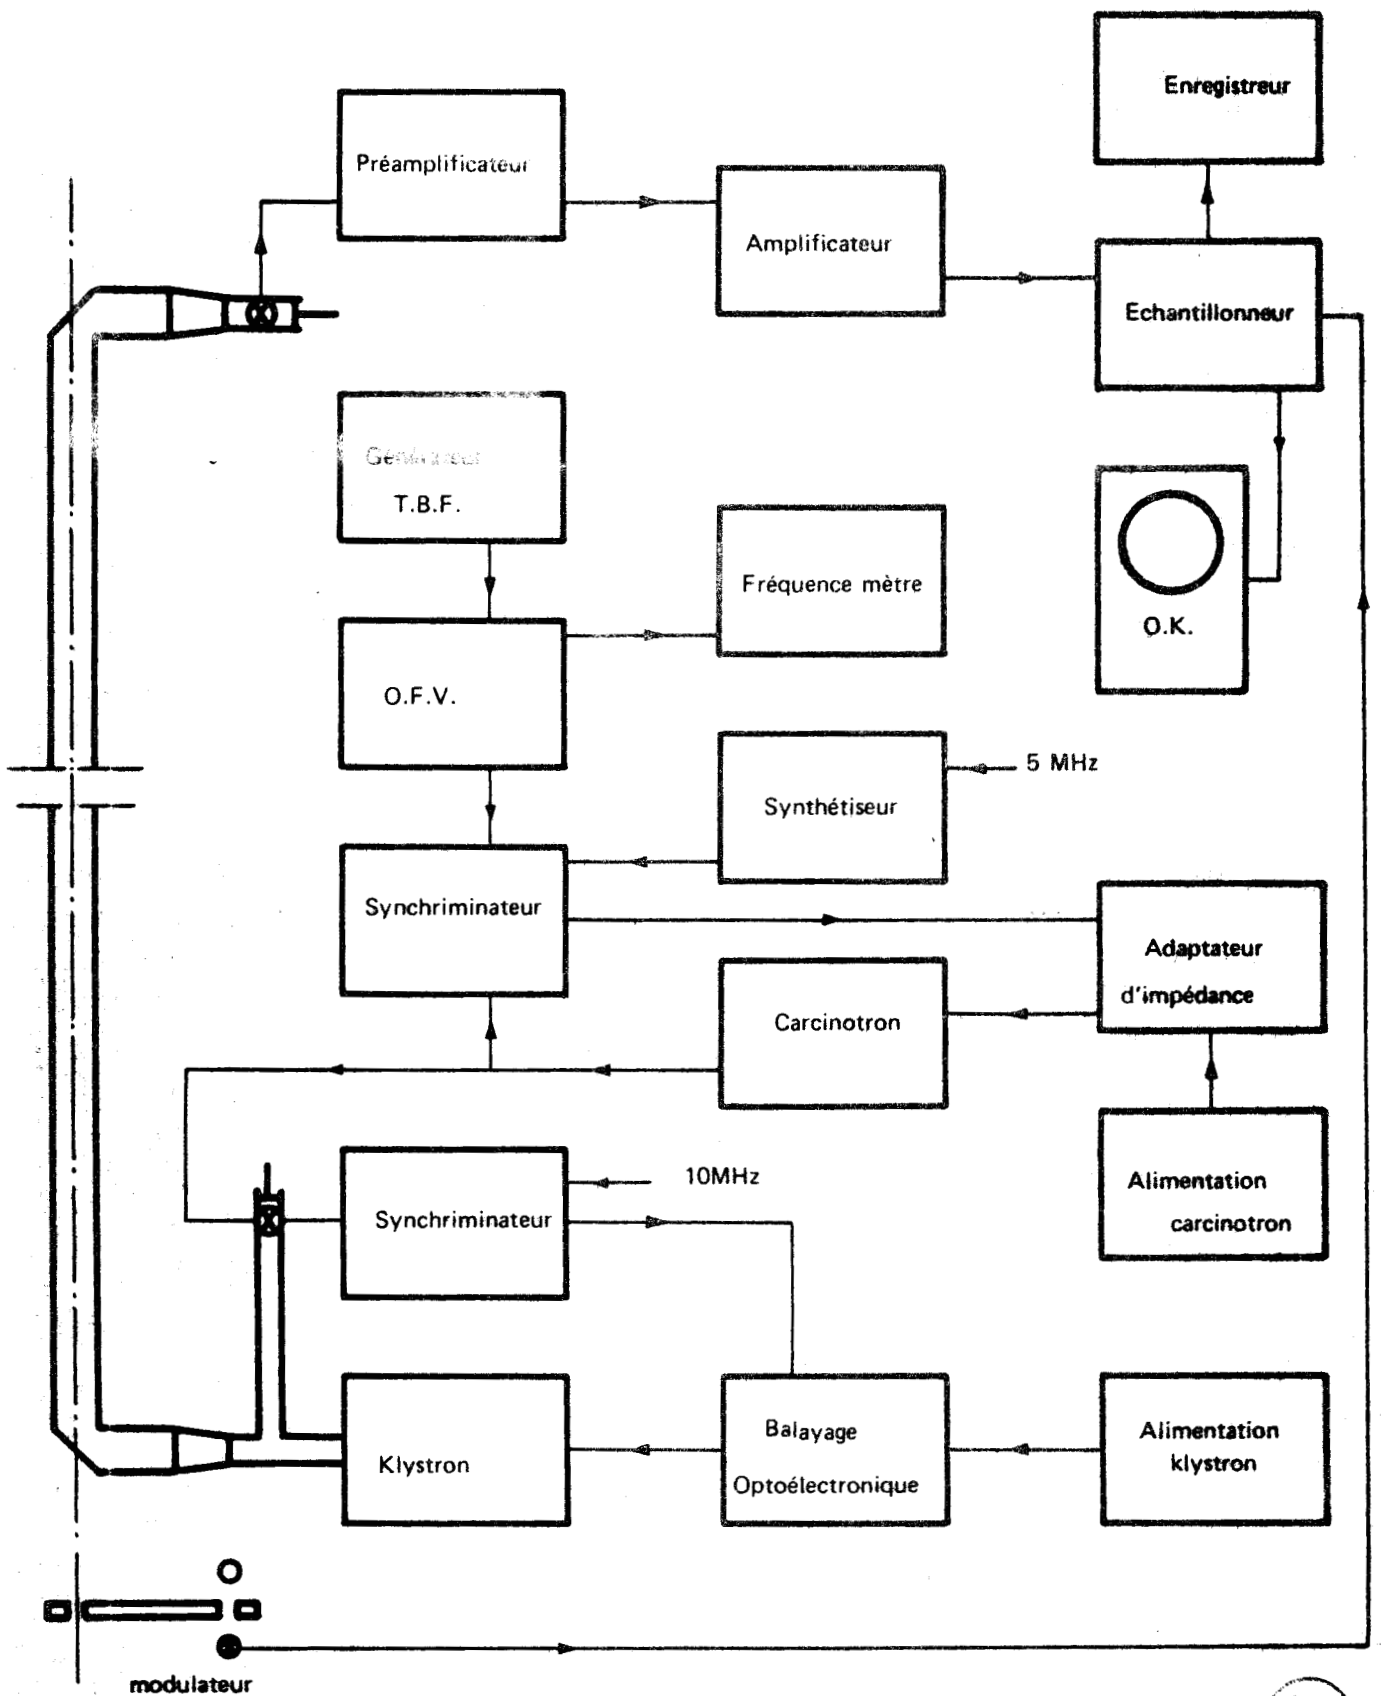 Enregistreur
Préamplificateur
Amplificateur
Echantillonneur
Générateur
T.B.F.
Fréquence mètre
O.K.
O.F.V.
5 MHz
Synthétiseur
Synchriminateur
Adaptateur
d'impédance
Carcinotron
10MHz
Synchriminateur
Alimentation
carcinotron
Balayage
Optoélectronique
Alimentation
klystron
Klystron
modulateur